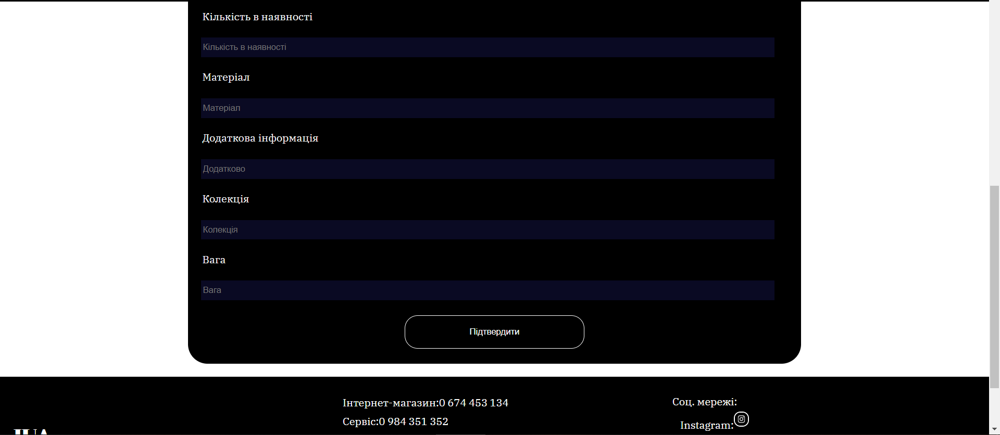 Кількість в наявності
Кількість в наявності
Матеріал
Матеріал
Додаткова інформація
Додатково
Колекція
Колекція
Вага
Вага
Підтвердити
Інтернет-магазин:0 674 453 134
Соц. мережі:
Сервіс:0 984 351 352
Instagram: